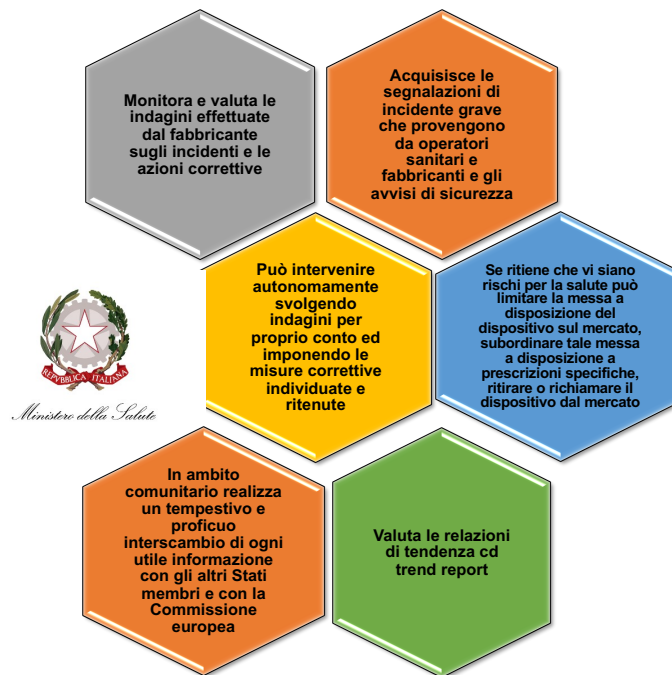 Monitora e valuta le
indagini effettuate
dal fabbricante
sugli incidenti e le
azioni correttive
Acquisisce le
segnalazioni di
incidente grave
che provengono
da operatori
sanitari e
fabbricanti e gli
avvisi di sicurezza
REPVBBLICA ITALIANA
Ministero della Salute
Può intervenire
autonomamente
svolgendo
indagini per
proprio conto ed
imponendo le
misure correttive
individuate e
ritenute
Se ritiene che vi siano
rischi per la salute può
limitare la messa a
disposizione del
dispositivo sul mercato,
subordinare tale messa
a disposizione a
prescrizioni specifiche,
ritirare o richiamare il
dispositivo dal mercato
In ambito
comunitario realizza
un tempestivo e
proficuo
interscambio di ogni
utile informazione
con gli altri Stati
membri e con la
Commissione
europea
Valuta le relazioni
di tendenza cd
trend report